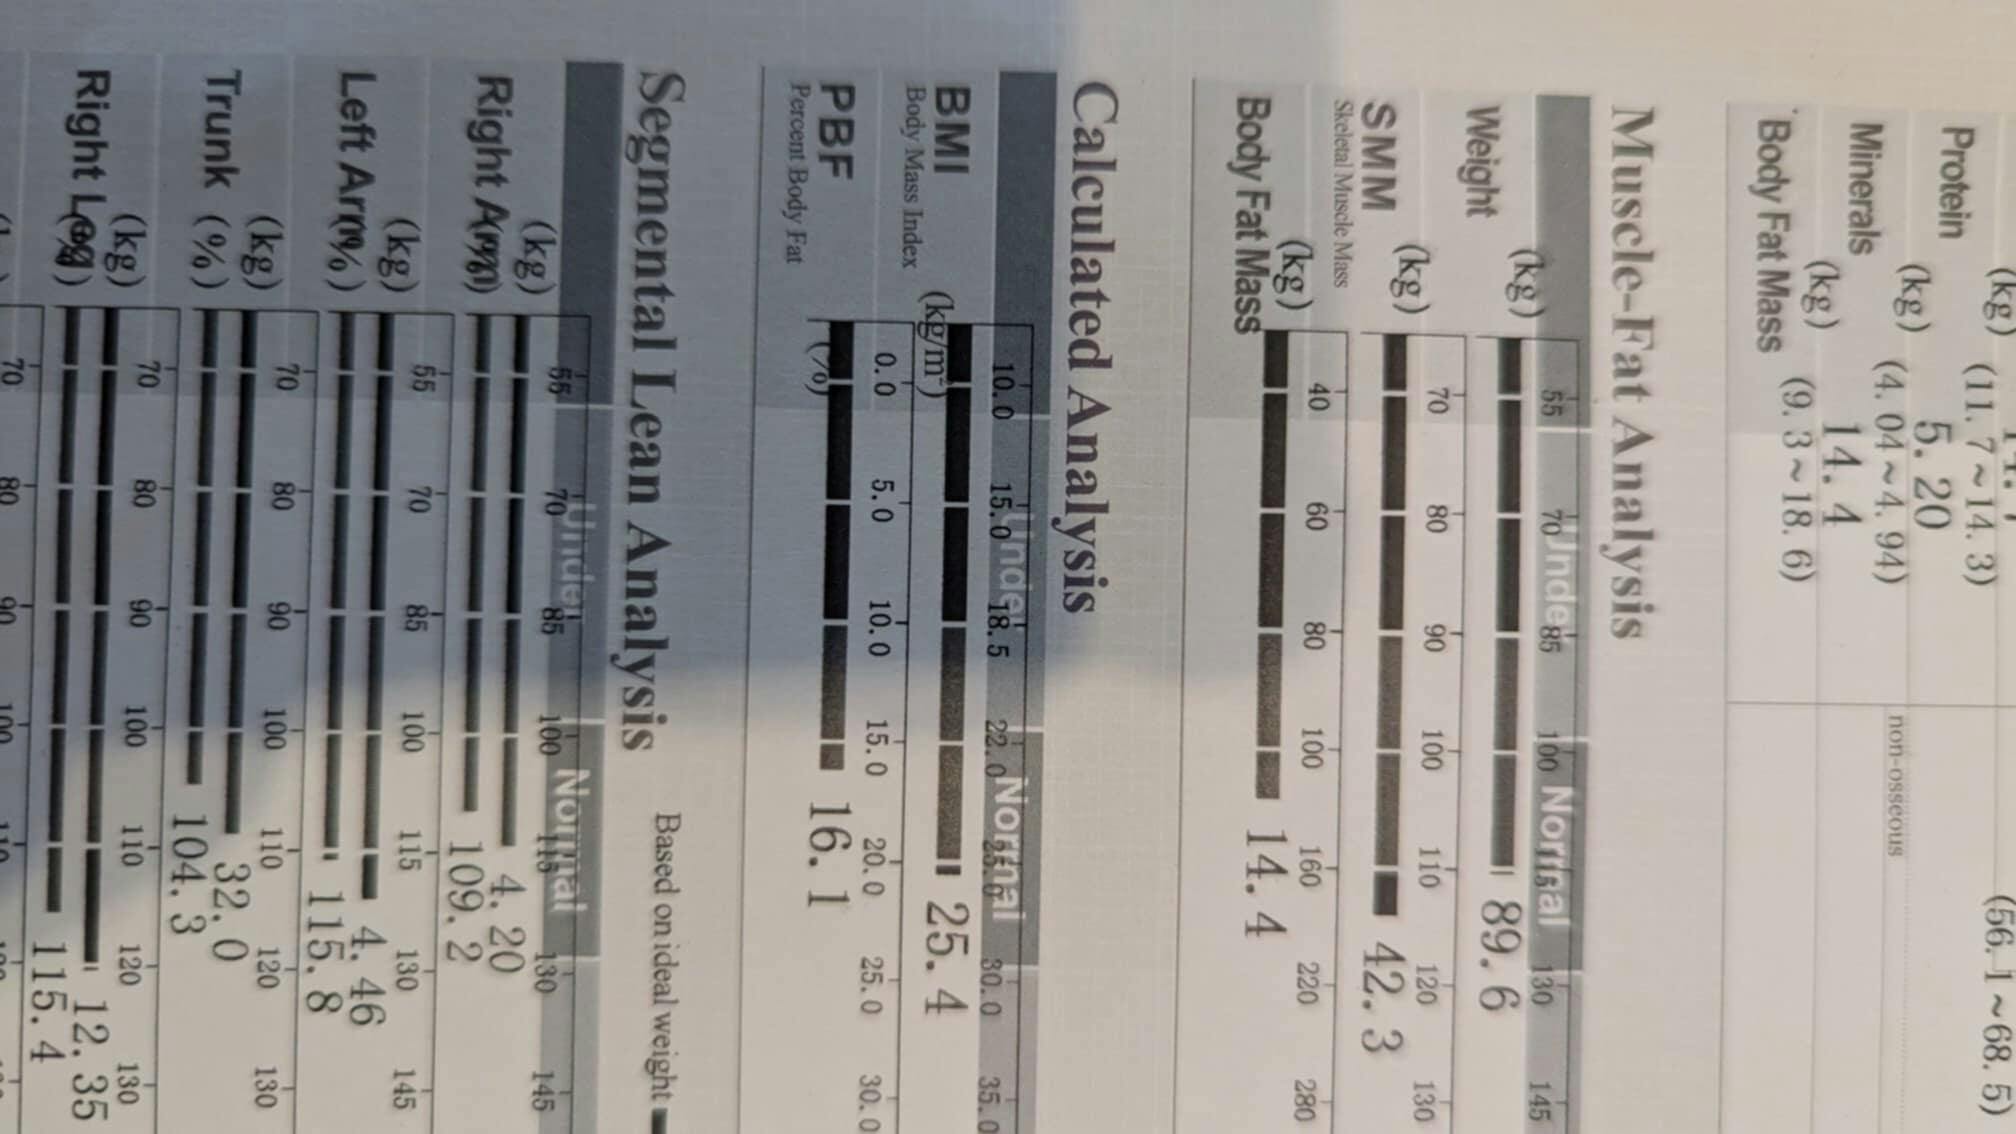 (kg) (11. 7~14. 3) (56. 1~68. 5)
Protein
(kg) 5. 20 non-osseous
Minerals (4. 04~4. 94)
(kg) 14. 4
Body Fat Mass (9. 3~18. 6)
Muscle-Fat Analysis
Under Normal
55 70 85 100 115 130 145
Weight (kg) 89. 6
70 80 90 100 110 120 130
SMM (kg) 42. 3
Skeletal Muscle Mass
40 60 80 100 160 220 280
Body Fat Mass (kg) 14. 4
Calculated Analysis
Under Normal
10.0 15.0 18.5 22.0 25.0 30.0 35.0
BMI (kg/m²) 25. 4
Body Mass Index
0.0 5.0 10.0 15.0 20.0 25.0 30.0
PBF (%) 16. 1
Percent Body Fat
Segmental Lean Analysis Based on ideal weight
Under Normal
55 70 85 100 115 130 145
(kg) 4. 20
Right Arm (%) 109. 2
55 70 85 100 115 130 145
(kg) 4. 46
Left Arm (%) 115. 8
70 80 90 100 110 120 130
(kg) 32. 0
Trunk (%) 104. 3
70 80 90 100 110 120 130
(kg) 12. 35
Right Leg (%) 115. 4
70 80 90 100 110